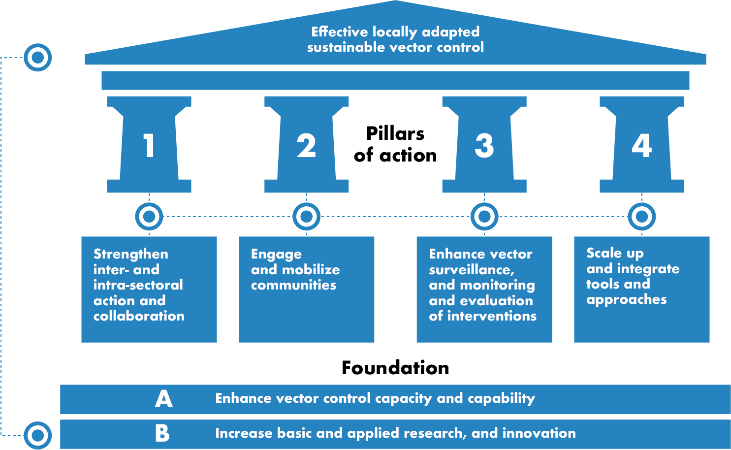 Effective locally adapted
sustainable vector control
1
2
Pillars
of action
3
4
Strengthen
inter- and
intra-sectoral
action and
collaboration
Engage
and mobilize
communities
Enhance vector
surveillance,
and monitoring
and evaluation
of interventions
Scale up
and integrate
tools and
approaches
Foundation
A Enhance vector control capacity and capability
B Increase basic and applied research, and innovation